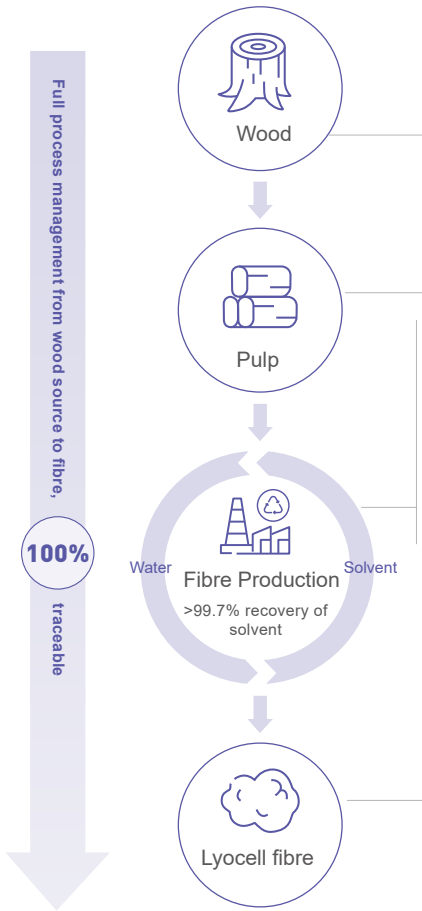 Full process management from wood source to fibre,
100%
traceable
Wood
Pulp
Water
Solvent
Fibre Production
>99.7% recovery of
solvent
Lyocell fibre